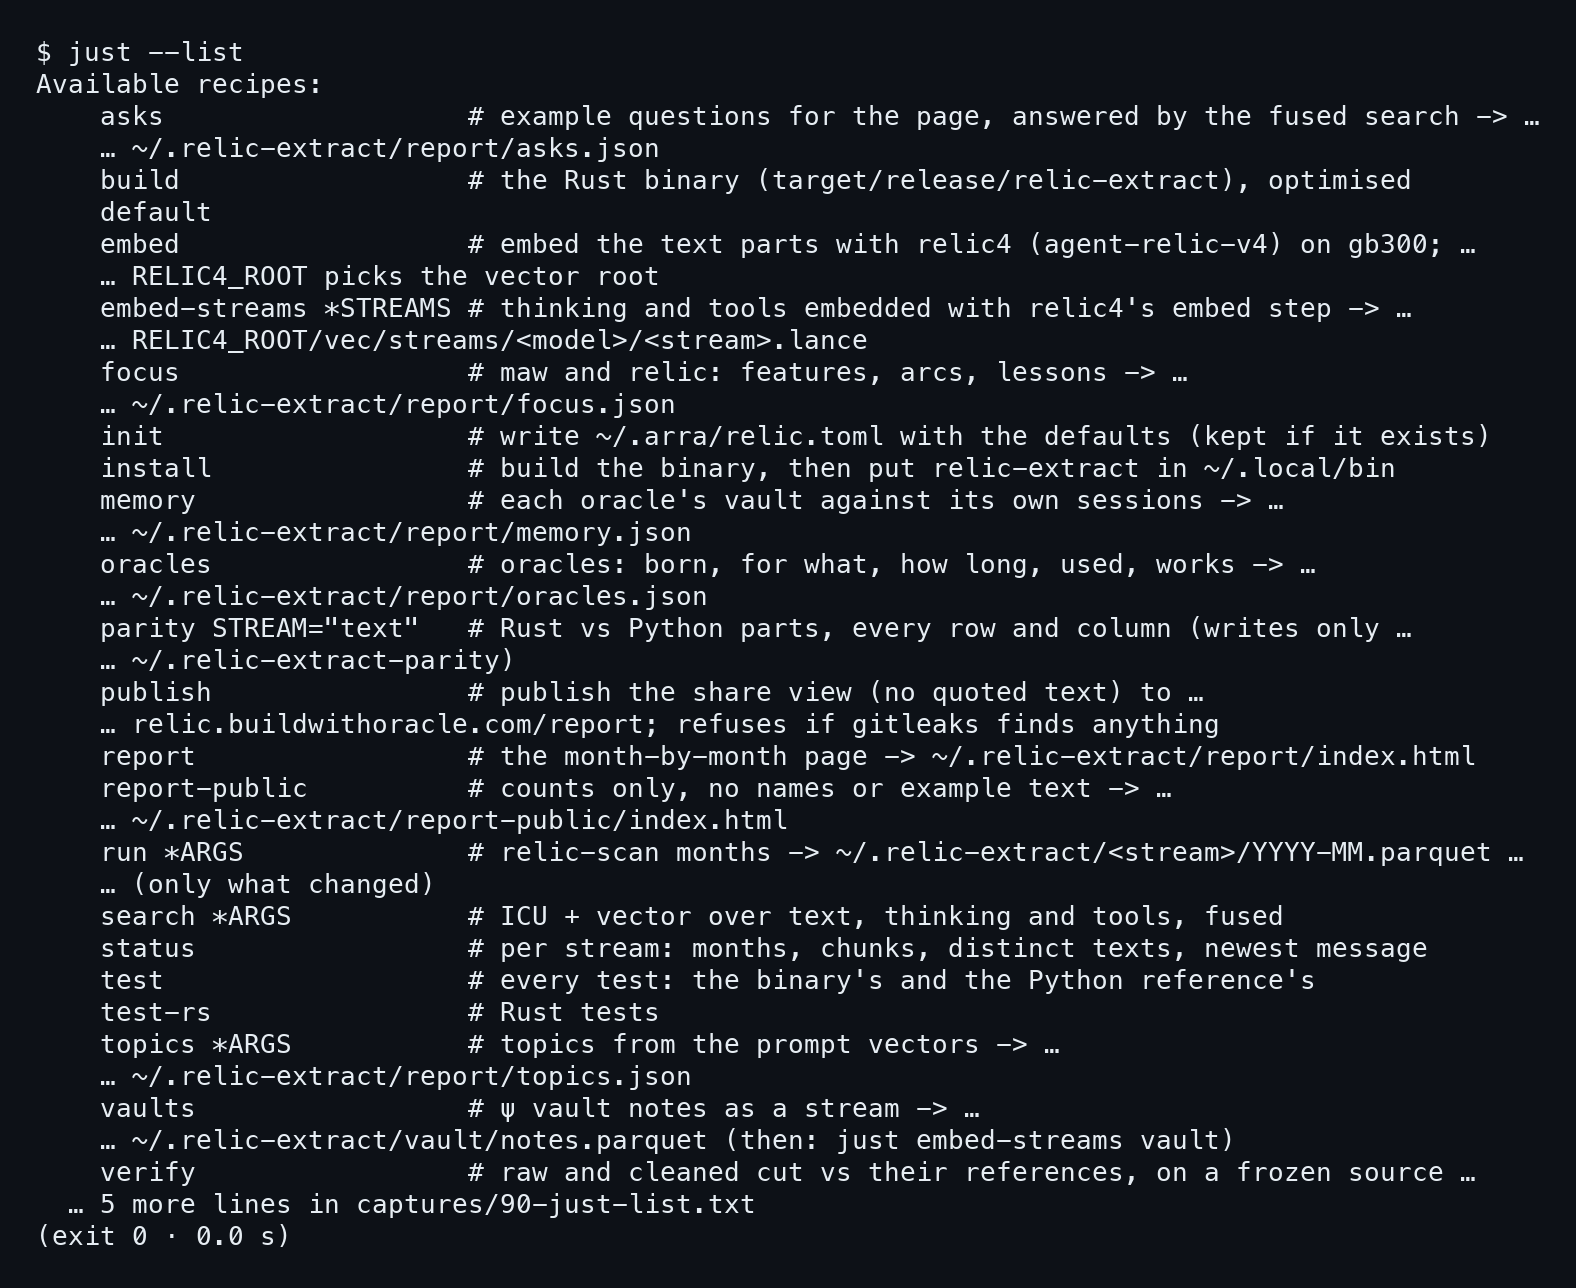 $ just --list
Available recipes:
    asks                   # example questions for the page, answered by the fused search -> …
    … ~/.relic-extract/report/asks.json
    build                  # the Rust binary (target/release/relic-extract), optimised
    default
    embed                  # embed the text parts with relic4 (agent-relic-v4) on gb300; …
    … RELIC4_ROOT picks the vector root
    embed-streams *STREAMS # thinking and tools embedded with relic4's embed step -> …
    … RELIC4_ROOT/vec/streams/<model>/<stream>.lance
    focus                  # maw and relic: features, arcs, lessons -> …
    … ~/.relic-extract/report/focus.json
    init                   # write ~/.arra/relic.toml with the defaults (kept if it exists)
    install                # build the binary, then put relic-extract in ~/.local/bin
    memory                 # each oracle's vault against its own sessions -> …
    … ~/.relic-extract/report/memory.json
    oracles                # oracles: born, for what, how long, used, works -> …
    … ~/.relic-extract/report/oracles.json
    parity STREAM="text"   # Rust vs Python parts, every row and column (writes only …
    … ~/.relic-extract-parity)
    publish                # publish the share view (no quoted text) to …
    … relic.buildwithoracle.com/report; refuses if gitleaks finds anything
    report                 # the month-by-month page -> ~/.relic-extract/report/index.html
    report-public          # counts only, no names or example text -> …
    … ~/.relic-extract/report-public/index.html
    run *ARGS              # relic-scan months -> ~/.relic-extract/<stream>/YYYY-MM.parquet …
    … (only what changed)
    search *ARGS           # ICU + vector over text, thinking and tools, fused
    status                 # per stream: months, chunks, distinct texts, newest message
    test                   # every test: the binary's and the Python reference's
    test-rs                # Rust tests
    topics *ARGS           # topics from the prompt vectors -> …
    … ~/.relic-extract/report/topics.json
    vaults                 # ψ vault notes as a stream -> …
    … ~/.relic-extract/vault/notes.parquet (then: just embed-streams vault)
    verify                 # raw and cleaned cut vs their references, on a frozen source …
  … 5 more lines in captures/90-just-list.txt
(exit 0 · 0.0 s)